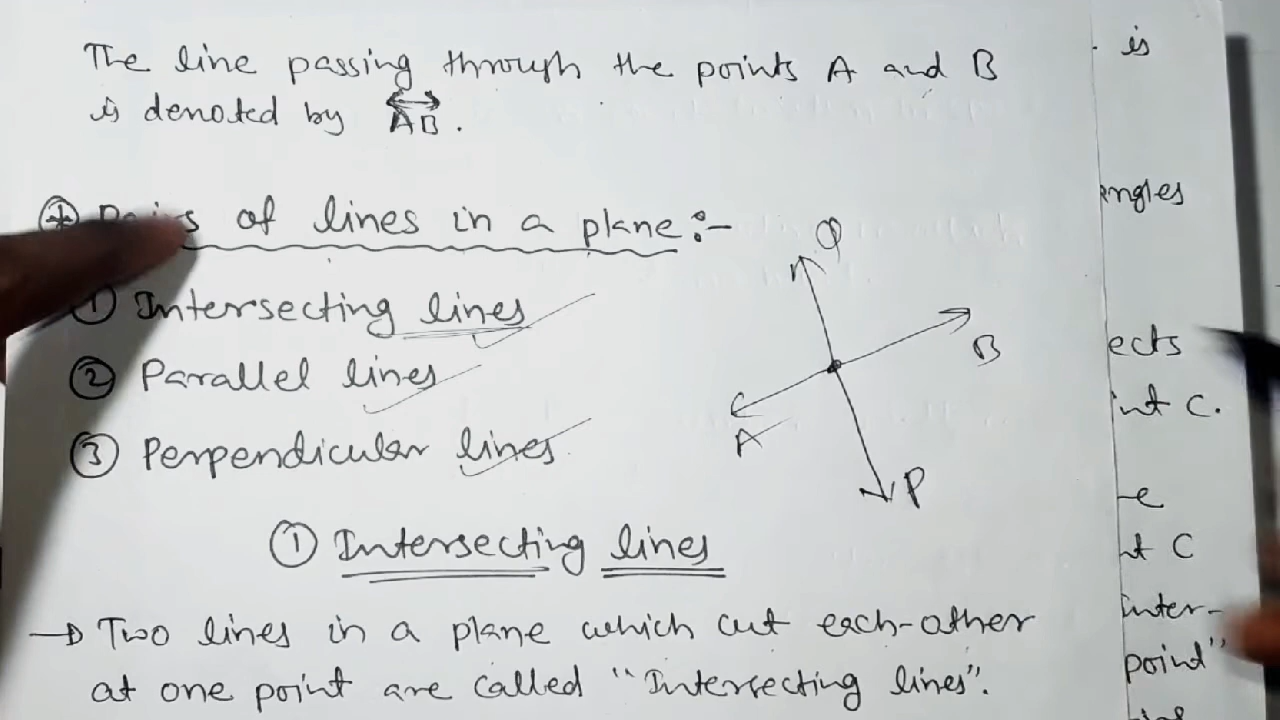 The line passing through the points A and B
is denoted by AB.
of lines in a plane:-
① Intersecting lines
② Parallel lines
③ Perpendicular lines
Q
B
A
P
① Intersecting lines
→ Two lines in a plane which cut each-other
at one point are called "Intersecting lines".
is
ects
C.
C
inter-
point"